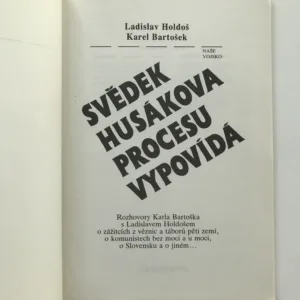 Ladislav Holdoš
Karel Bartošek
NAŠE
VOJSKO
SVĚDEK
HUSÁKOVA
PROCESU
VYPOVÍDÁ
Rozhovory Karla Bartoška
s Ladislavem Holdošem
o zážitcích z věznic a táborů pěti zemí,
o komunistech bez moci a u moci,
o Slovensku a o jiném...